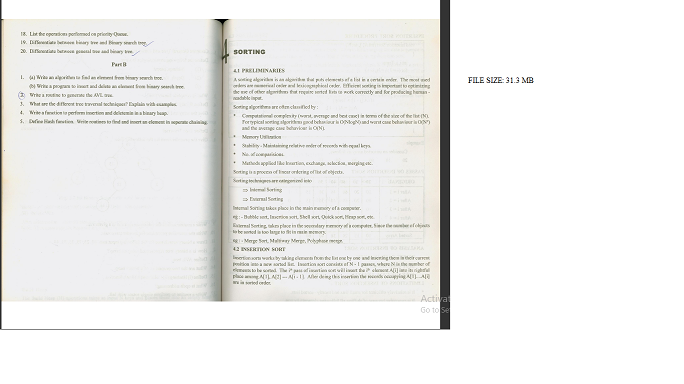 18. List the operations performed on priority Queue.
19. Differentiate between binary tree and Binary search tree.
20. Differentiate between general tree and binary tree.
Part B
1. (a) Write an algorithm to find an element from binary search tree.
(b) Write a program to insert and delete an element from binary search tree.
2. Write a routine to generate the AVL tree.
3. What are the different tree traversal techniques? Explain with examples.
4. Write a function to perform insertion and deletemin in a binary heap.
5. Define Hash function. Write routines to find and insert an element in separate chaining.
4
SORTING
4.1 PRELIMINARIES
A sorting algorithm is an algorithm that puts elements of a list in a certain order. The most used
orders are numerical order and lexicographical order. Efficient sorting is important to optimizing
the use of other algorithms that require sorted lists to work correctly and for producing human -
readable input.
Sorting algorithms are often classified by :
* Computational complexity (worst, average and best case) in terms of the size of the list (N).
For typical sorting algorithms good behaviour is O(NlogN) and worst case behaviour is O(N²)
and the average case behaviour is O(N).
* Memory Utilization
* Stability - Maintaining relative order of records with equal keys.
* No. of comparisions.
* Methods applied like Insertion, exchange, selection, merging etc.
Sorting is a process of linear ordering of list of objects.
Sorting techniques are categorized into
⇒ Internal Sorting
⇒ External Sorting
Internal Sorting takes place in the main memory of a computer.
eg : - Bubble sort, Insertion sort, Shell sort, Quick sort, Heap sort, etc.
External Sorting, takes place in the secondary memory of a computer, Since the number of objects
to be sorted is too large to fit in main memory.
eg : - Merge Sort, Multiway Merge, Polyphase merge
4.2 INSERTION SORT
Insertion sorts works by taking elements from the list one by one and inserting them in their current
position into a new sorted list. Insertion sort consists of N - 1 passes, where N is the number of
elements to be sorted. The iᵗʰ pass of insertion sort will insert the iᵗʰ element A[i] into its rightful
place among A[1], A[2] --- A[i - 1]. After doing this insertion the records occupying A[1]....A[i]
are in sorted order.
Activat
Go to Se
FILE SIZE: 31.3 MB